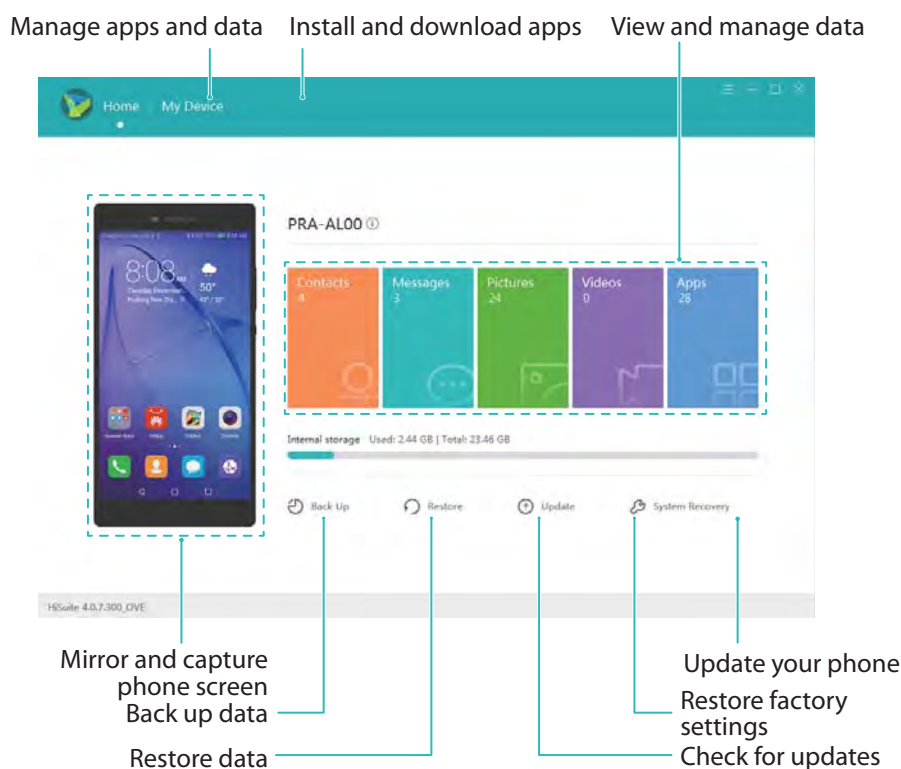 Manage apps and data
Install and download apps
View and manage data
Home
My Device
PRA-AL00
Contacts
4
Messages
3
Pictures
24
Videos
0
Apps
28
8:08
50°
Internal storage Used: 2.44 GB | Total: 23.46 GB
Back Up
Restore
Update
System Recovery
HiSuite 4.0.7.300_OVE
Mirror and capture
phone screen
Back up data
Restore data
Update your phone
Restore factory
settings
Check for updates